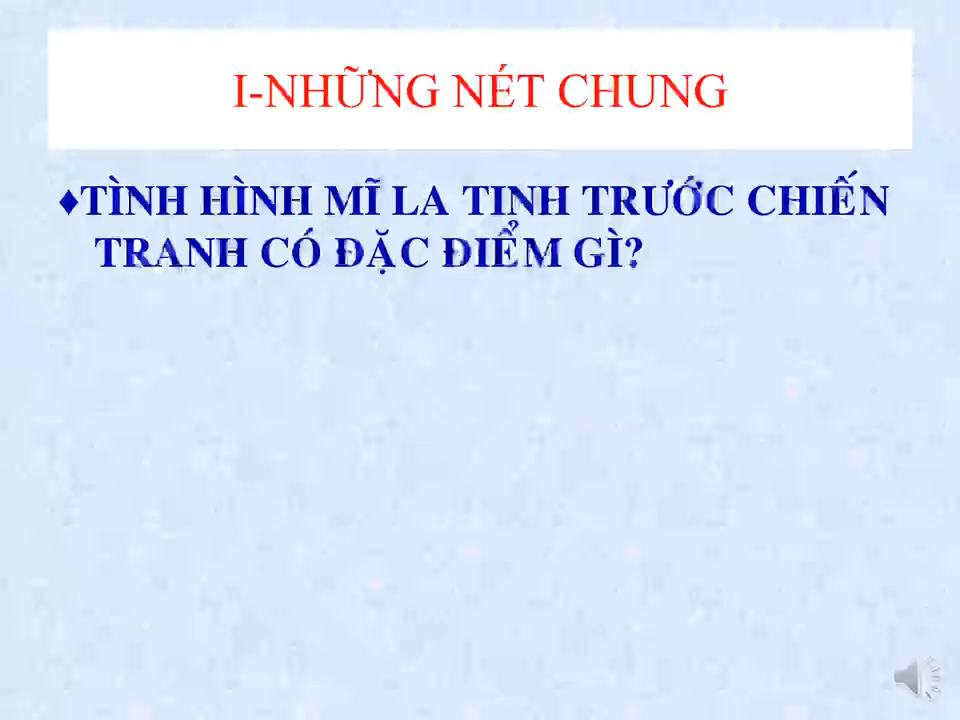 I-NHỮNG NÉT CHUNG
♦TÌNH HÌNH MĨ LA TINH TRƯỚC CHIẾN
TRANH CÓ ĐẶC ĐIỂM GÌ?